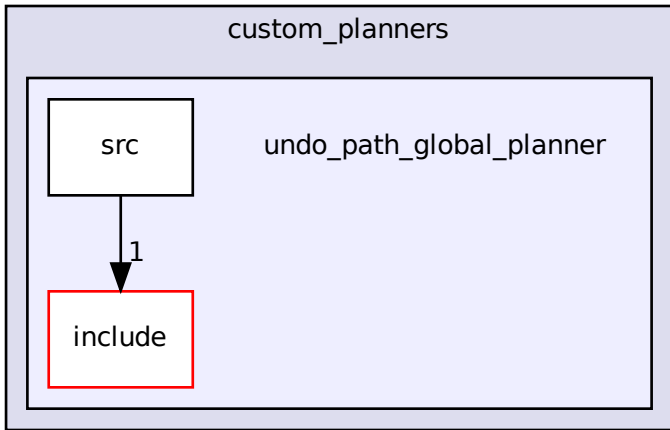 custom_planners
src
undo_path_global_planner
1
include